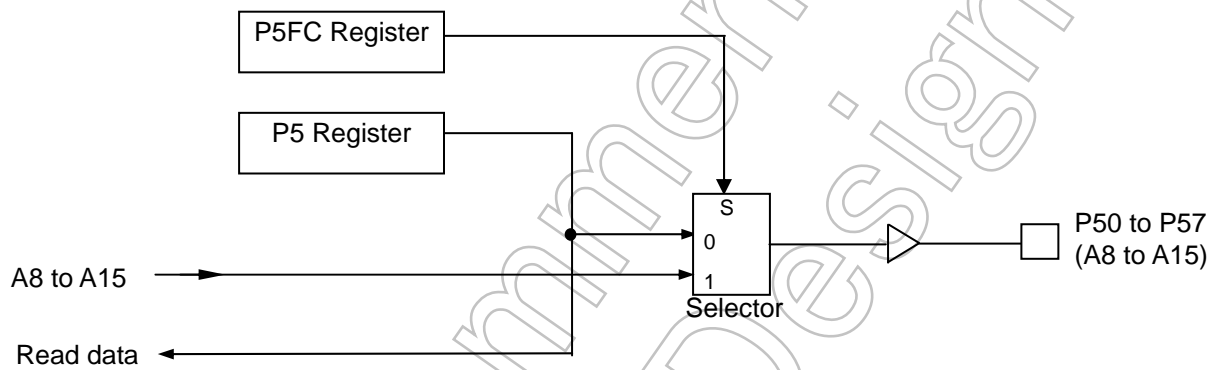 P5FC Register
P5 Register
S
0
1
Selector
P50 to P57
(A8 to A15)
A8 to A15
Read data